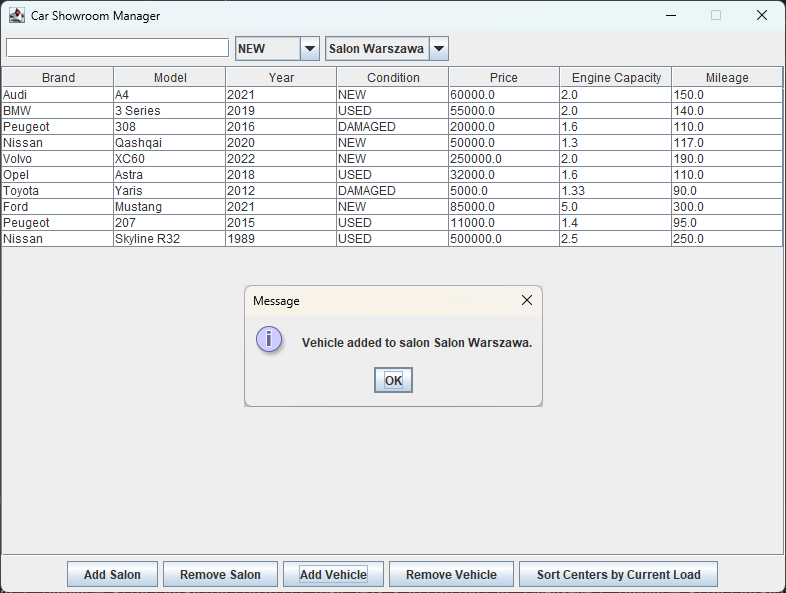 Car Showroom Manager
NEW Salon Warszawa
Brand Model Year Condition Price Engine Capacity Mileage
Audi A4 2021 NEW 60000.0 2.0 150.0
BMW 3 Series 2019 USED 55000.0 2.0 140.0
Peugeot 308 2016 DAMAGED 20000.0 1.6 110.0
Nissan Qashqai 2020 NEW 50000.0 1.3 117.0
Volvo XC60 2022 NEW 250000.0 2.0 190.0
Opel Astra 2018 USED 32000.0 1.6 110.0
Toyota Yaris 2012 DAMAGED 5000.0 1.33 90.0
Ford Mustang 2021 NEW 85000.0 5.0 300.0
Peugeot 207 2015 USED 11000.0 1.4 95.0
Nissan Skyline R32 1989 USED 500000.0 2.5 250.0
Message
Vehicle added to salon Salon Warszawa.
OK
Add Salon Remove Salon Add Vehicle Remove Vehicle Sort Centers by Current Load